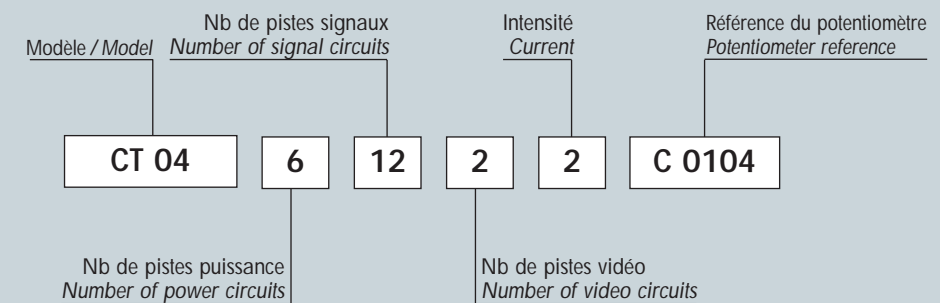 Modèle / Model
Nb de pistes signaux
Number of signal circuits
Intensité
Current
Référence du potentiomètre
Potentiometer reference
CT 04 6 12 2 2 C 0104
Nb de pistes puissance
Number of power circuits
Nb de pistes vidéo
Number of video circuits